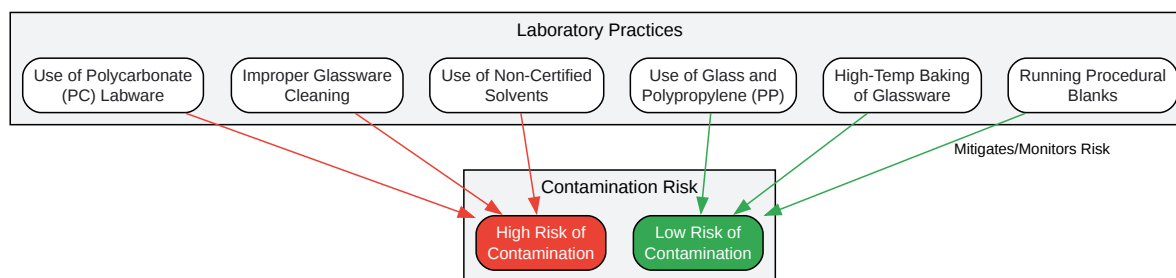 Laboratory Practices
Use of Polycarbonate
(PC) Labware
Improper Glassware
Cleaning
Use of Non-Certified
Solvents
Use of Glass and
Polypropylene (PP)
High-Temp Baking
of Glassware
Running Procedural
Blanks
Mitigates/Monitors Risk
Contamination Risk
High Risk of
Contamination
Low Risk of
Contamination